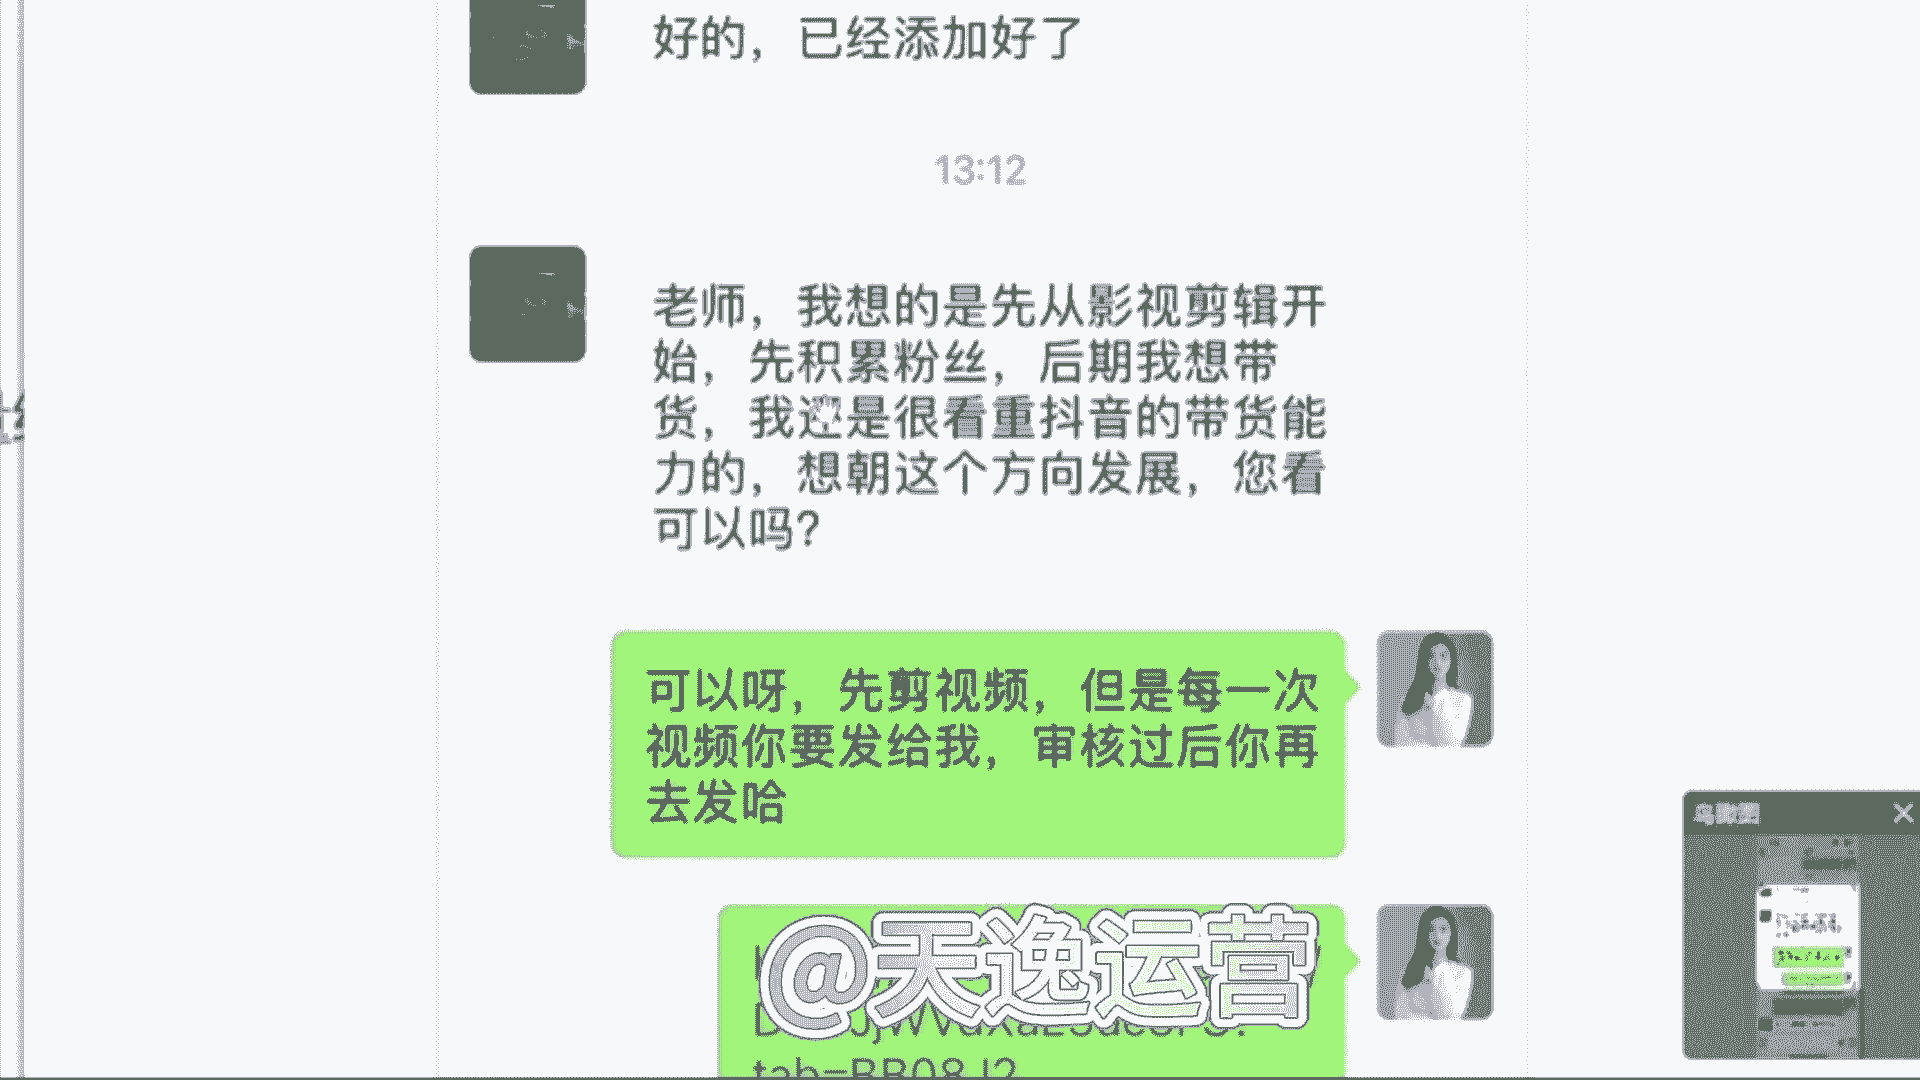 好的，已经添加好了
13:12
老师，我想的是先从影视剪辑开
始，先积累粉丝，后期我想带
货，我还是很看重抖音的带货能
力的，想朝这个方向发展，您看
可以吗？
可以呀，先剪视频，但是每一次
视频你要发给我，审核过后你再
去发哈
@天逸运营
tab=BB08J2
鸟瞰图